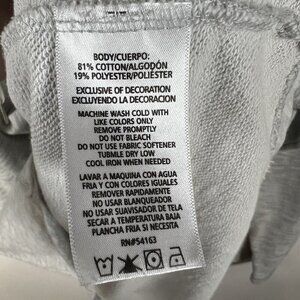 BODY/CUERPO:
81% COTTON/ALGODÓN
19% POLYESTER/POLIÉSTER
EXCLUSIVE OF DECORATION
EXCLUYENDO LA DECORACION
MACHINE WASH COLD WITH
LIKE COLORS ONLY
REMOVE PROMPTLY
DO NOT BLEACH
DO NOT USE FABRIC SOFTENER
TUBMLE DRY LOW
COOL IRON WHEN NEEDED
LAVAR A MAQUINA CON AGUA
FRIA Y CON COLORES IGUALES
REMOVER RAPIDAMENTE
NO USAR BLANQUEADOR
NO USAR SUAVISADOR DE TELA
SECAR A TEMPERATURA BAJA
PLANCHA FRIA SI NECESITA
RN#54163